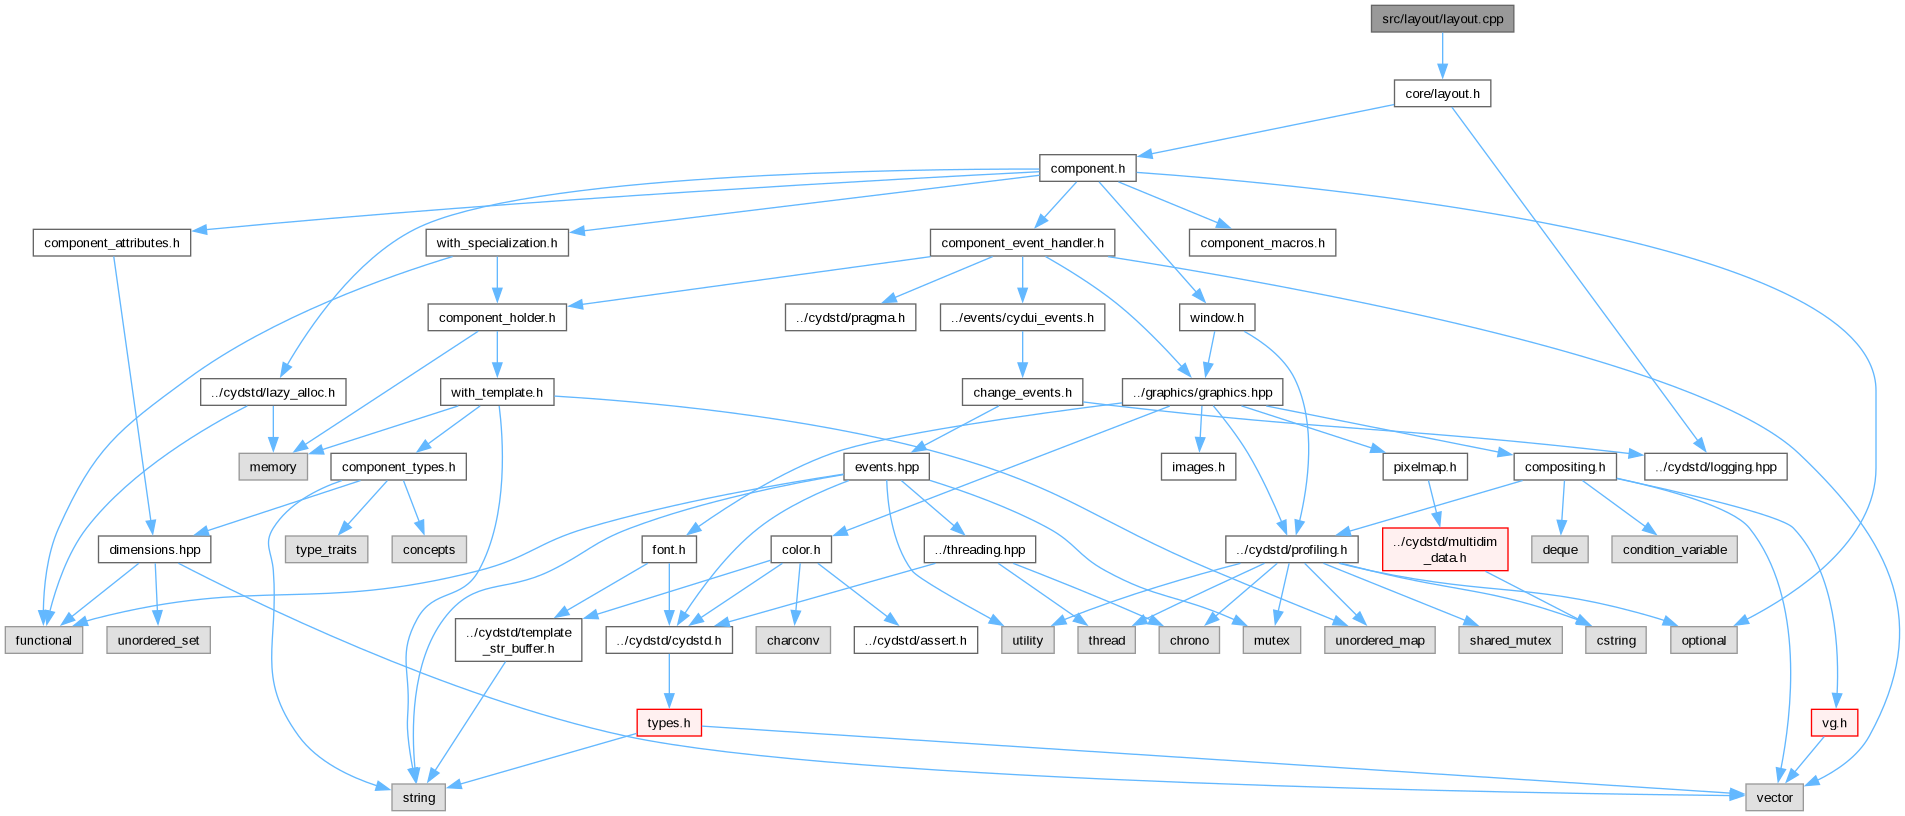 src/layout/layout.cpp
core/layout.h
component.h
component_attributes.h
with_specialization.h
component_event_handler.h
component_macros.h
component_holder.h
../cydstd/pragma.h
../events/cydui_events.h
window.h
../cydstd/lazy_alloc.h
with_template.h
change_events.h
../graphics/graphics.hpp
memory
component_types.h
events.hpp
images.h
pixelmap.h
compositing.h
../cydstd/logging.hpp
dimensions.hpp
type_traits
concepts
font.h
color.h
../threading.hpp
../cydstd/profiling.h
../cydstd/multidim
_data.h
deque
condition_variable
functional
unordered_set
../cydstd/template
_str_buffer.h
../cydstd/cydstd.h
charconv
../cydstd/assert.h
utility
thread
chrono
mutex
unordered_map
shared_mutex
cstring
optional
types.h
vg.h
string
vector